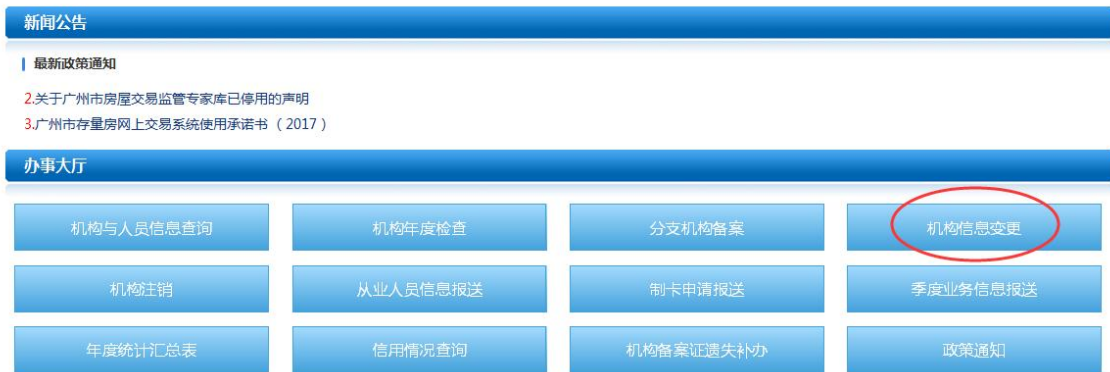 新闻公告
最新政策通知
2.关于广州市房屋交易监管专家库已停用的声明
3.广州市存量房网上交易系统使用承诺书 （2017 ）
办事大厅
机构与人员信息查询 机构年度检查 分支机构备案 机构信息变更
机构注销 从业人员信息报送 制卡申请报送 季度业务信息报送
年度统计汇总表 信用情况查询 机构备案证遗失补办 政策通知